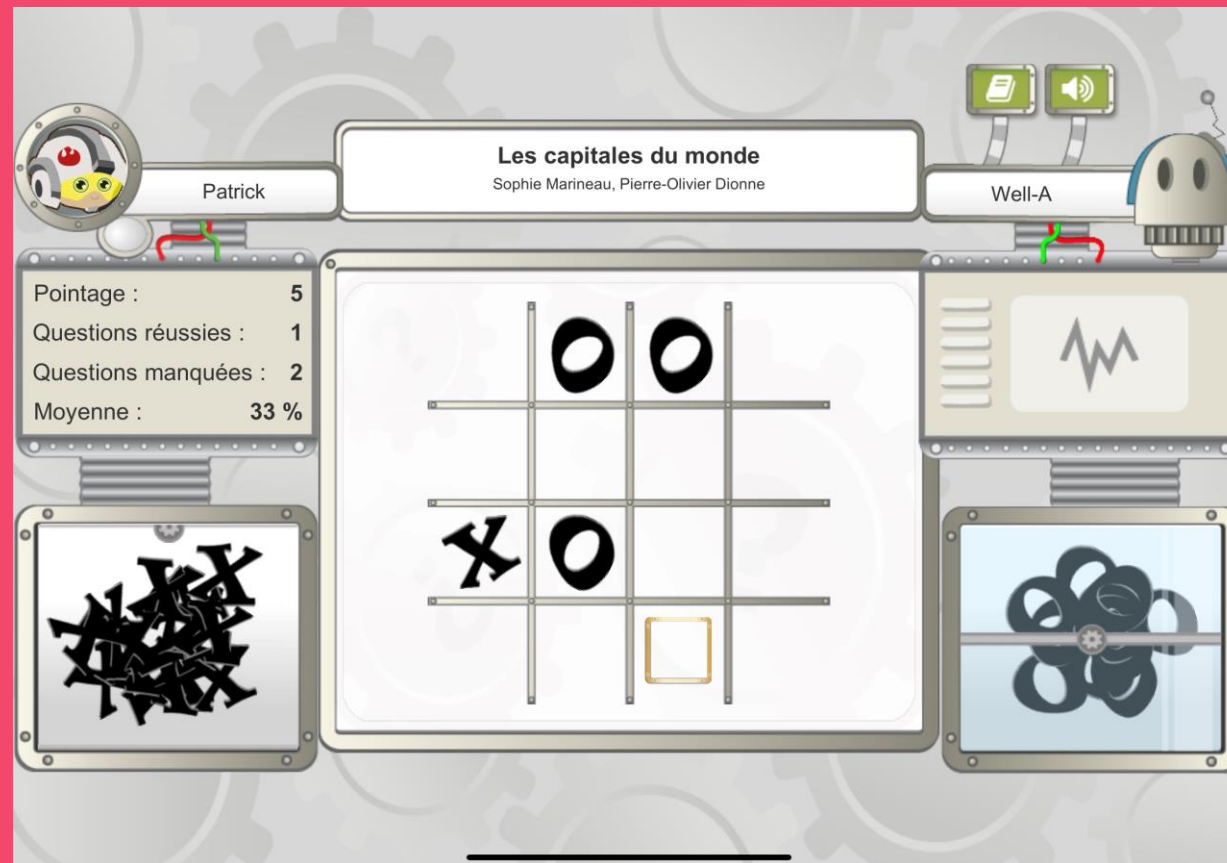 Les capitales du monde
Sophie Marineau, Pierre-Olivier Dionne
Patrick
Well-A
Pointage : 5
Questions réussies : 1
Questions manquées : 2
Moyenne : 33 %
O O
X O